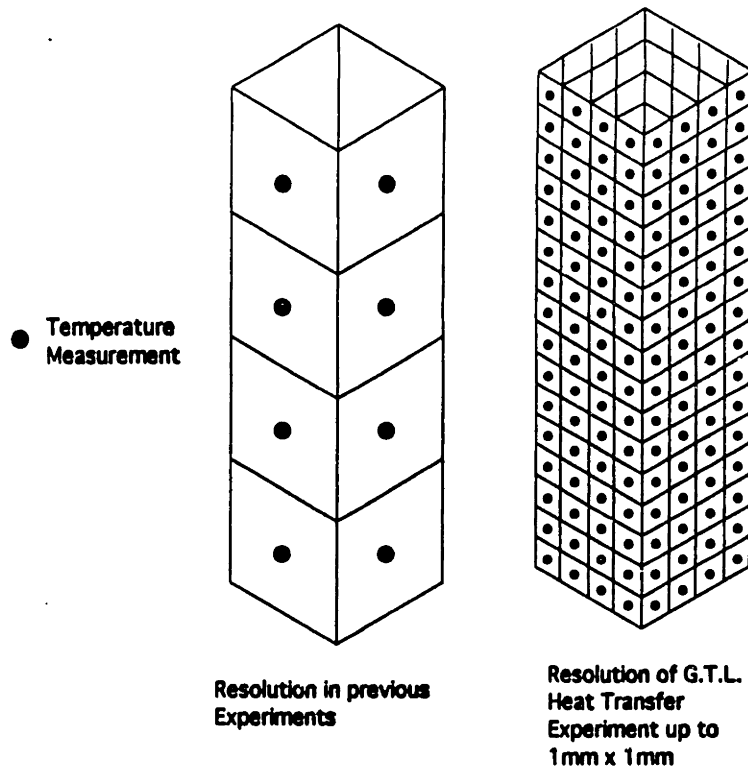 Temperature
Measurement
Resolution in previous
Experiments
Resolution of G.T.L.
Heat Transfer
Experiment up to
1mm x 1mm